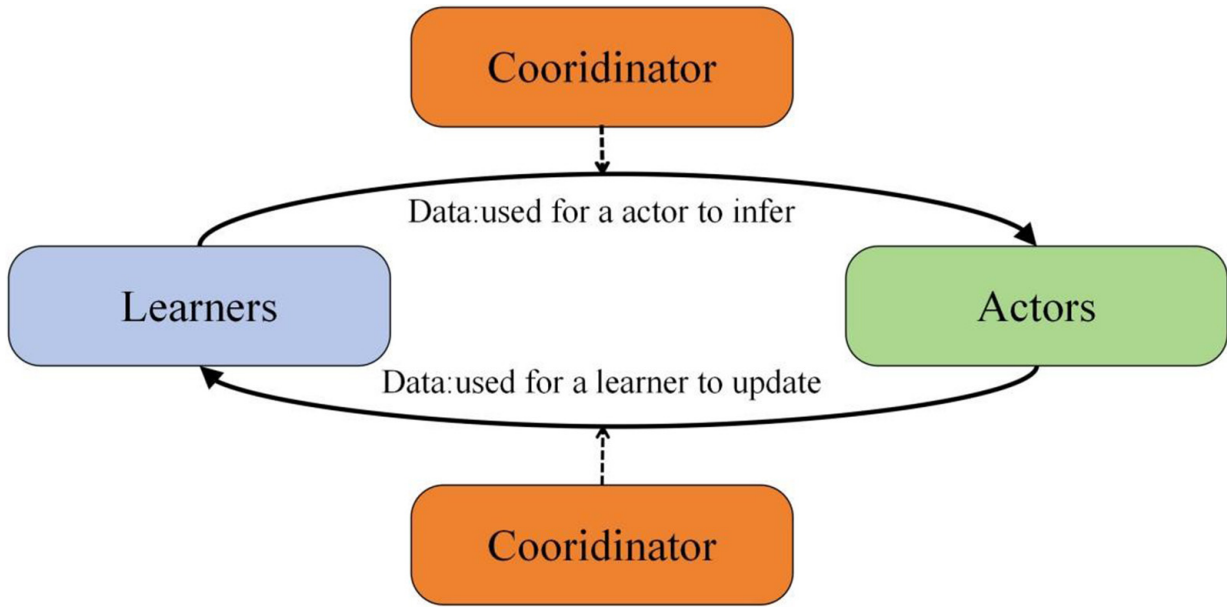 Cooridinator
Data:used for a actor to infer
Learners
Actors
Data:used for a learner to update
Cooridinator